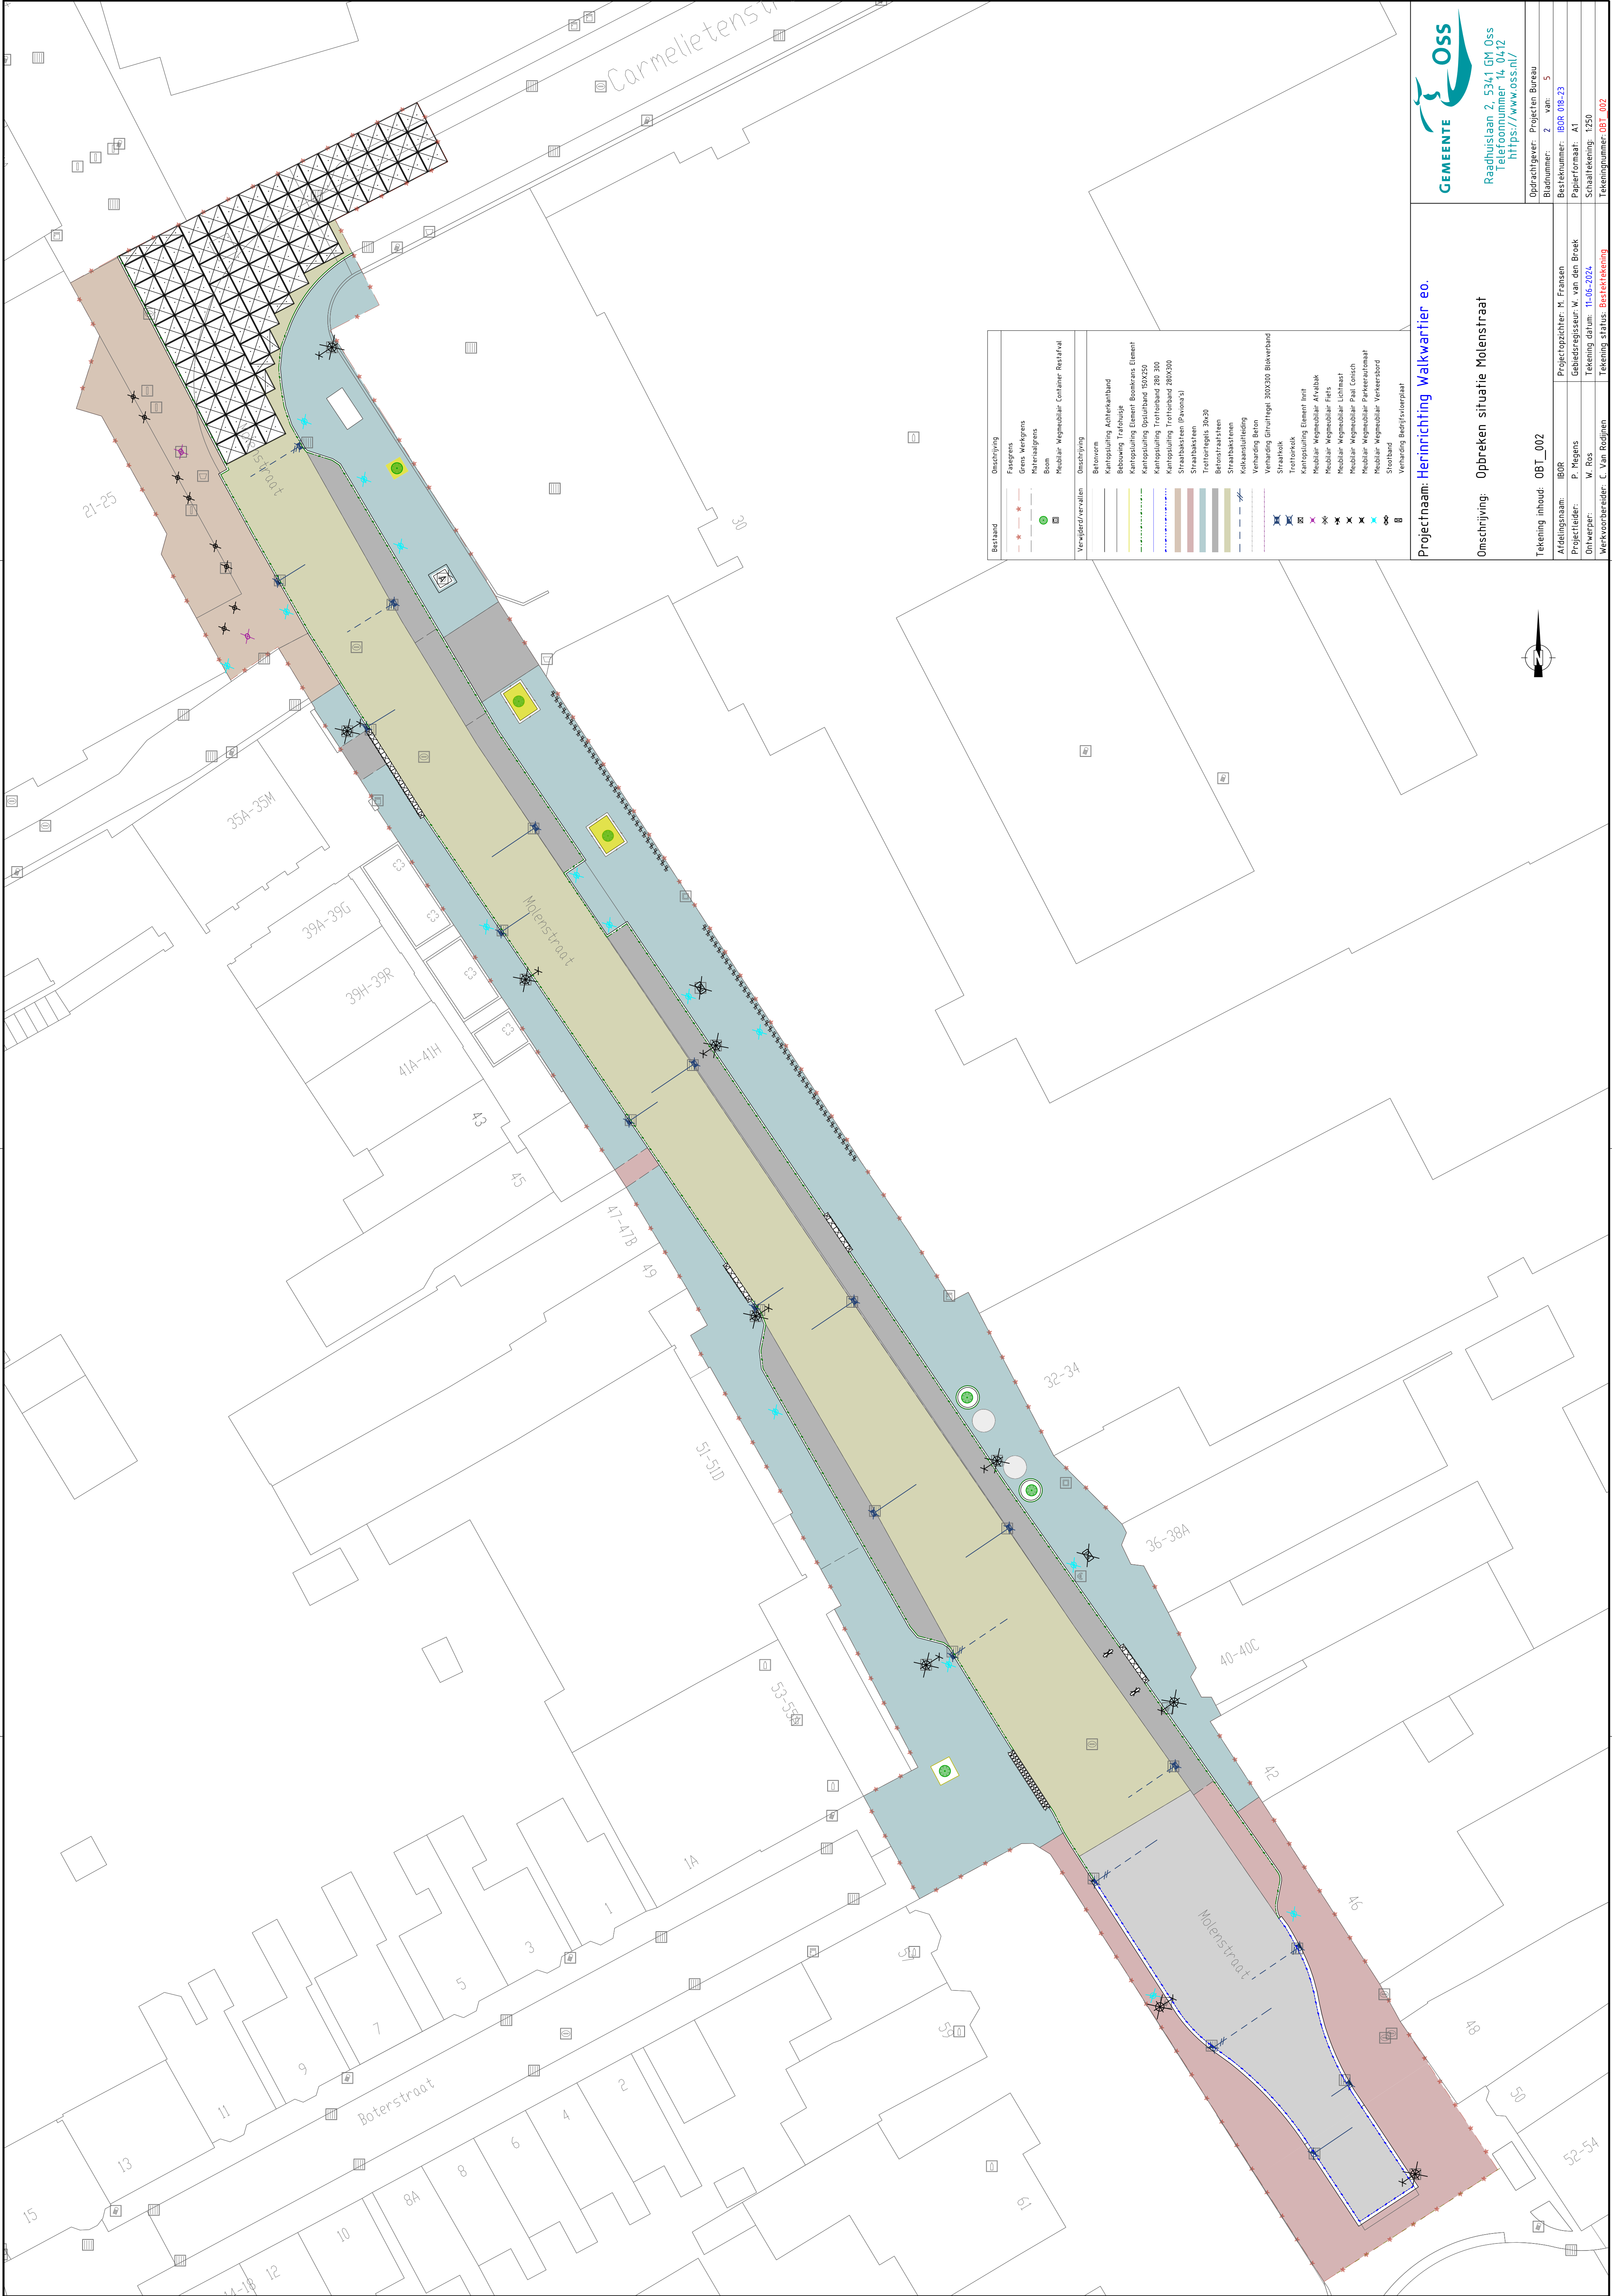 GEMEENTE OSS
Raadhuislaan 2, 5341 GM Oss
Telefoonnummer 14 0412
https://www.oss.nl/
Projectnaam: Herinrichting Walkwartier eo.
Omschrijving: Opbreken situatie Molenstraat
Tekening inhoud: OBT_002
Opdrachtgever: Projecten Bureau
Bladnummer: 2 van: 5
Afdelingsnaam: IBOR
Projectopzichter: M. Fransen
Besteknummer: IBOR 018-23
Projectleider: P. Megens
Gebiedsregisseur: W. van den Broek
Papierformaat: A1
Ontwerper: W. Ros
Tekening datum: 11-06-2024
Schaaltekening: 1:250
Werkvoorbereider: C. Van Rodijnen
Tekening status: Bestektekening
Tekeningnummer: OBT_002
Bestaand Omschrijving
Fasegrens
Grens Werkgrens
Materiaalgrens
Boom
Meubilair Wegmeubilair Container Restafval
Verwijderd/vervallen Omschrijving
Betonvorm
Kantopsluiting Achterkantband
Bebouwing Trafohuisje
Kantopsluiting Element Boomkrans Element
Kantopsluiting Opsluitband 150X250
Kantopsluiting Trottoirband 280 300
Kantopsluiting Trottoirband 280X300
Straatbaksteen (Paviona's)
Straatbaksteen
Trottoirtegels 30x30
Betonstraatsteen
Straatbakstenen
Kolkaansluitleiding
Verharding Beton
Verharding Gitruittegel 300X300 Blokverband
Straatkolk
Trottoirkolk
Kantopsluiting Element Inrit
Meubilair Wegmeubilair Afvalbak
Meubilair Wegmeubilair Fiets
Meubilair Wegmeubilair Lichtmast
Meubilair Wegmeubilair Paal Conisch
Meubilair Wegmeubilair Parkeerautomaat
Meubilair Wegmeubilair Verkeersbord
Stootband
Verharding Bedrijfsvloerplaat
N
21-25
30
35A-35M
39A-39G
39H-39R
41A-41H
43
45
47-47B
49
51-51D
32-34
36-38A
40-40C
42
46
48
50
52-54
Molenstraat
Molenstraat
A
1A
1
3
5
7
9
11
13
15
Boterstraat
2
4
6
8
8A
10
12
59
61